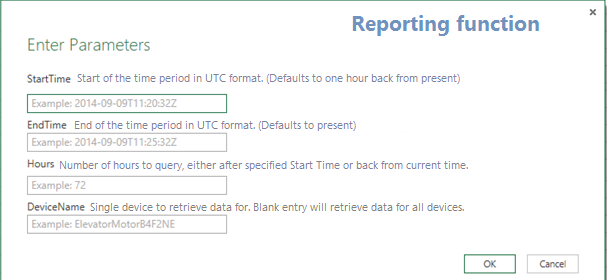 ×
Reporting function
Enter Parameters
StartTime Start of the time period in UTC format. (Defaults to one hour back from present)
Example: 2014-09-09T11:20:32Z
EndTime End of the time period in UTC format. (Defaults to present)
Example: 2014-09-09T11:25:32Z
Hours Number of hours to query, either after specified Start Time or back from current time.
Example: 72
DeviceName Single device to retrieve data for. Blank entry will retrieve data for all devices.
Example: ElevatorMotorB4F2NE
OK Cancel